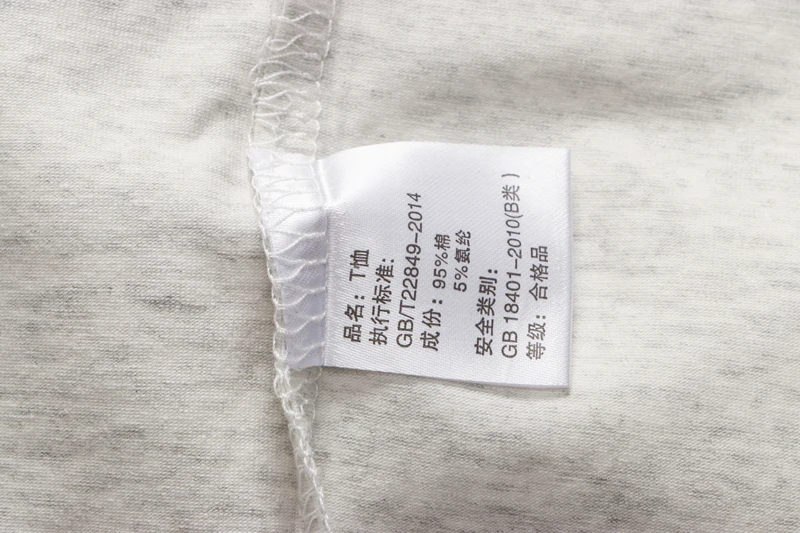 品名：T恤
执行标准:
GB/T22849-2014
成份：95%棉
5%氨纶
安全类别:
GB 18401-2010(B类 )
等级：合格品